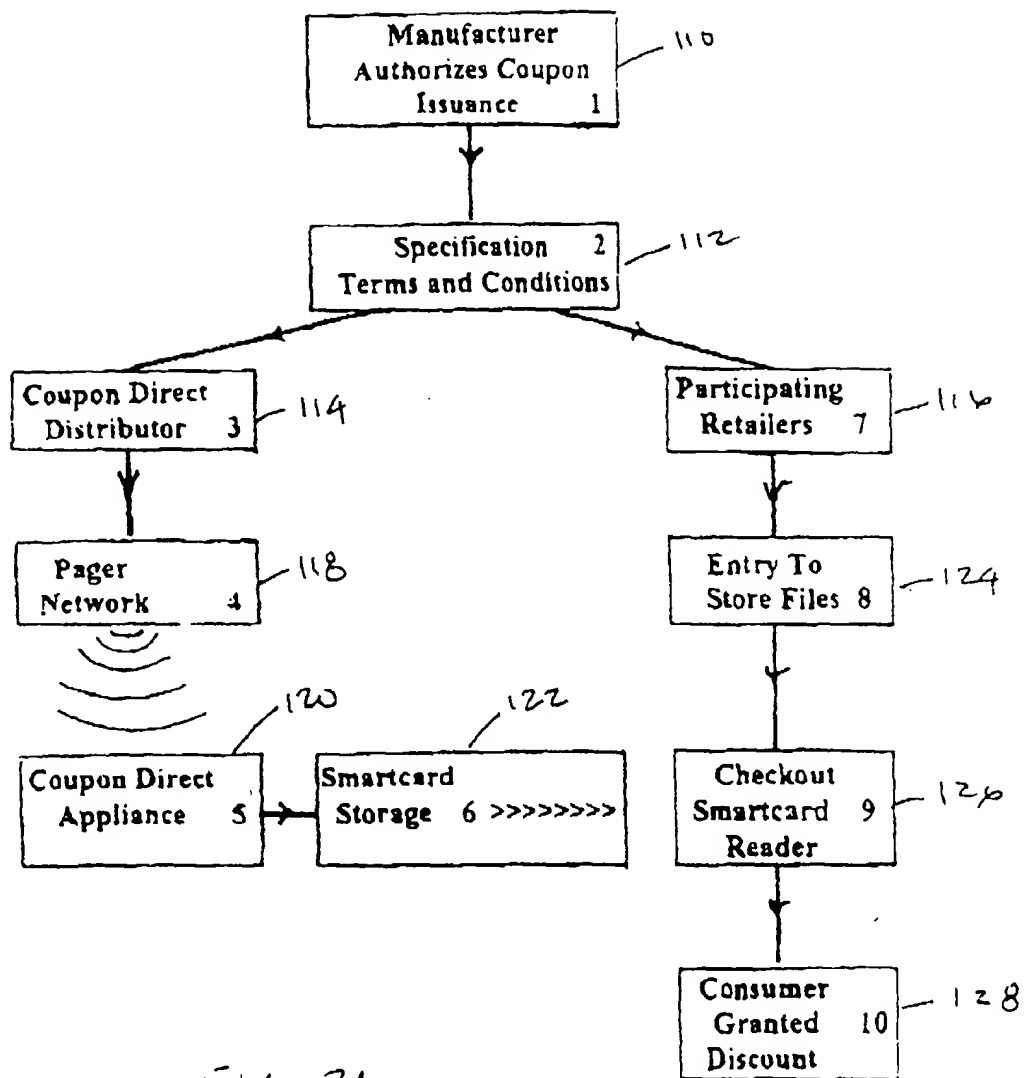 Manufacturer
Authorizes Coupon
Issuance 1
110
Specification 2
Terms and Conditions
112
Coupon Direct
Distributor 3
114
Participating
Retailers 7
116
Pager
Network 4
118
Entry To
Store Files 8
124
120
Coupon Direct
Appliance 5
122
Smartcard
Storage 6 >>>>>>>>
Checkout
Smartcard 9
Reader
126
Consumer
Granted 10
Discount
128